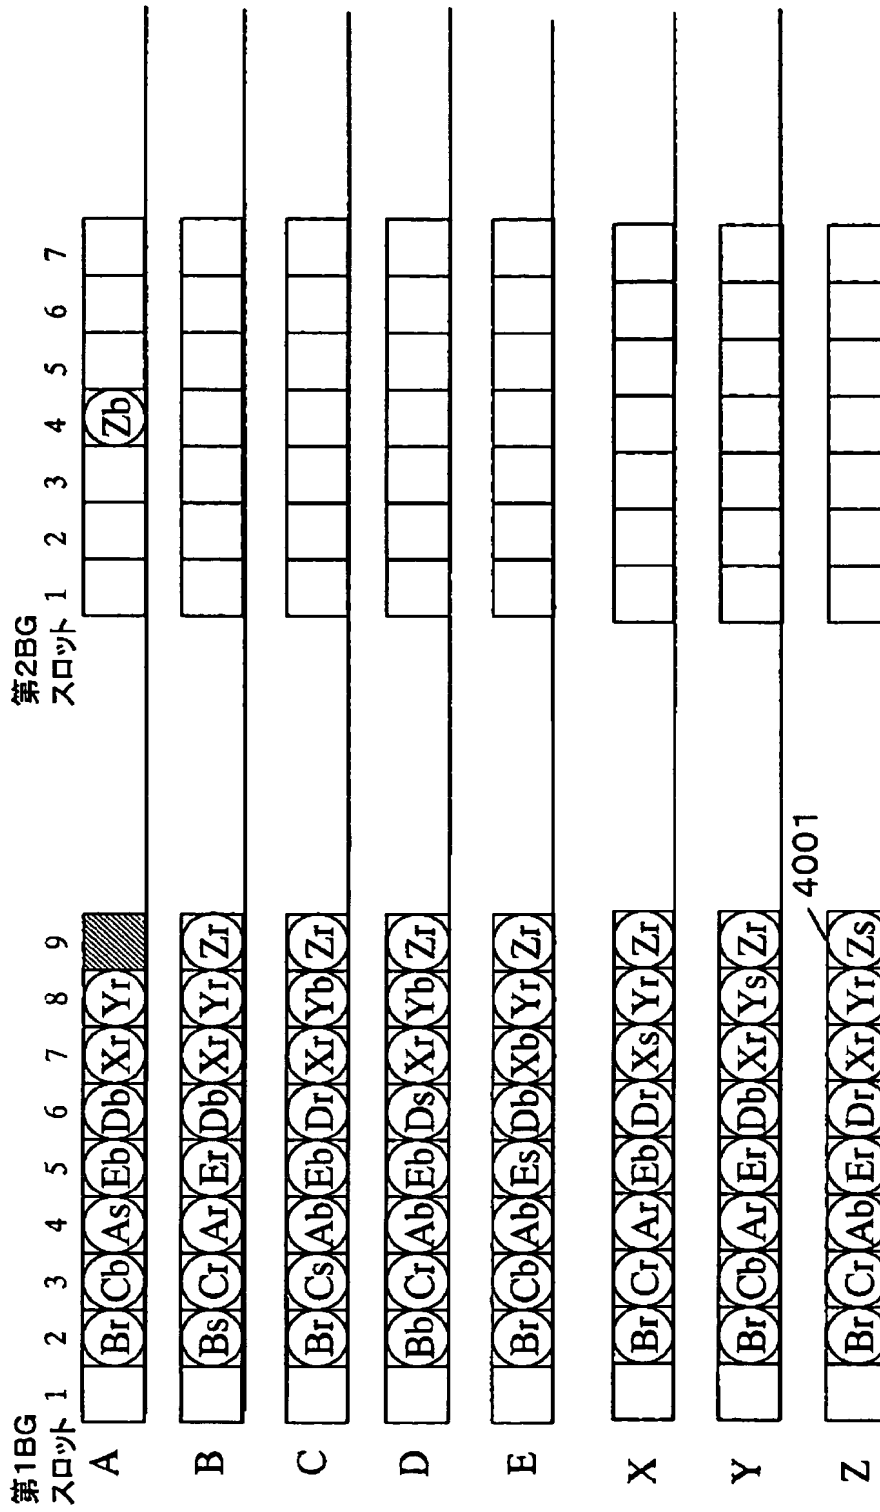 第1BG
スロット 1 2 3 4 5 6 7 8 9
第2BG
スロット 1 2 3 4 5 6 7
A Br Cb As Eb Db Xr Yr Zb
B Bs Cr Ar Er Db Xr Yr Zr
C Br Cs Ab Eb Dr Xr Yb Zr
D Bb Cr Ab Eb Ds Xr Yb Zr
E Br Cb Ab Es Db Xb Yr Zr
X Br Cr Ar Eb Dr Xs Yr Zr
Y Br Cb Ar Er Db Xr Ys Zr
4001
Z Br Cr Ab Er Dr Xr Yr Zs